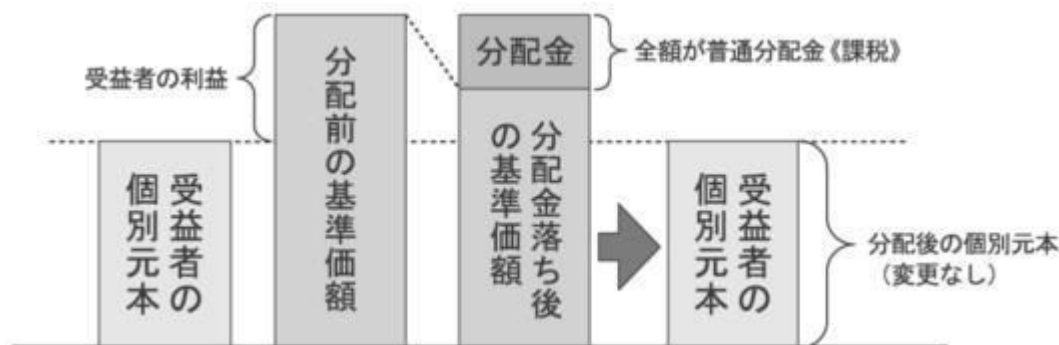 受益者の利益
受益者の
個別元本
分配前の基準価額
分配金
全額が普通分配金《課税》
分配金落ち後
の基準価額
受益者の
個別元本
分配後の個別元本
（変更なし）